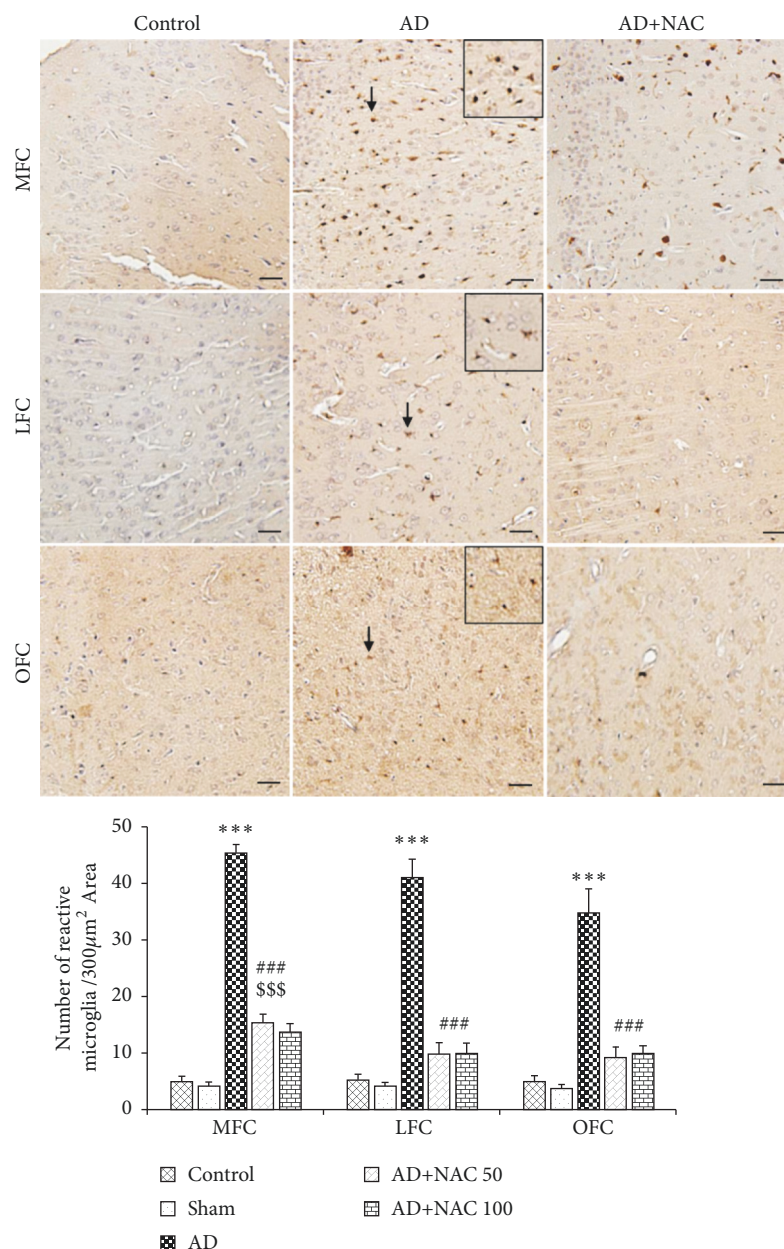 Control AD AD+NAC
MFC
LFC
OFC
Number of reactive
microglia /300μm² Area
50
40
30
20
10
0
*** *** ***
###
$$$
### ###
MFC LFC OFC
Control AD+NAC 50
Sham AD+NAC 100
AD